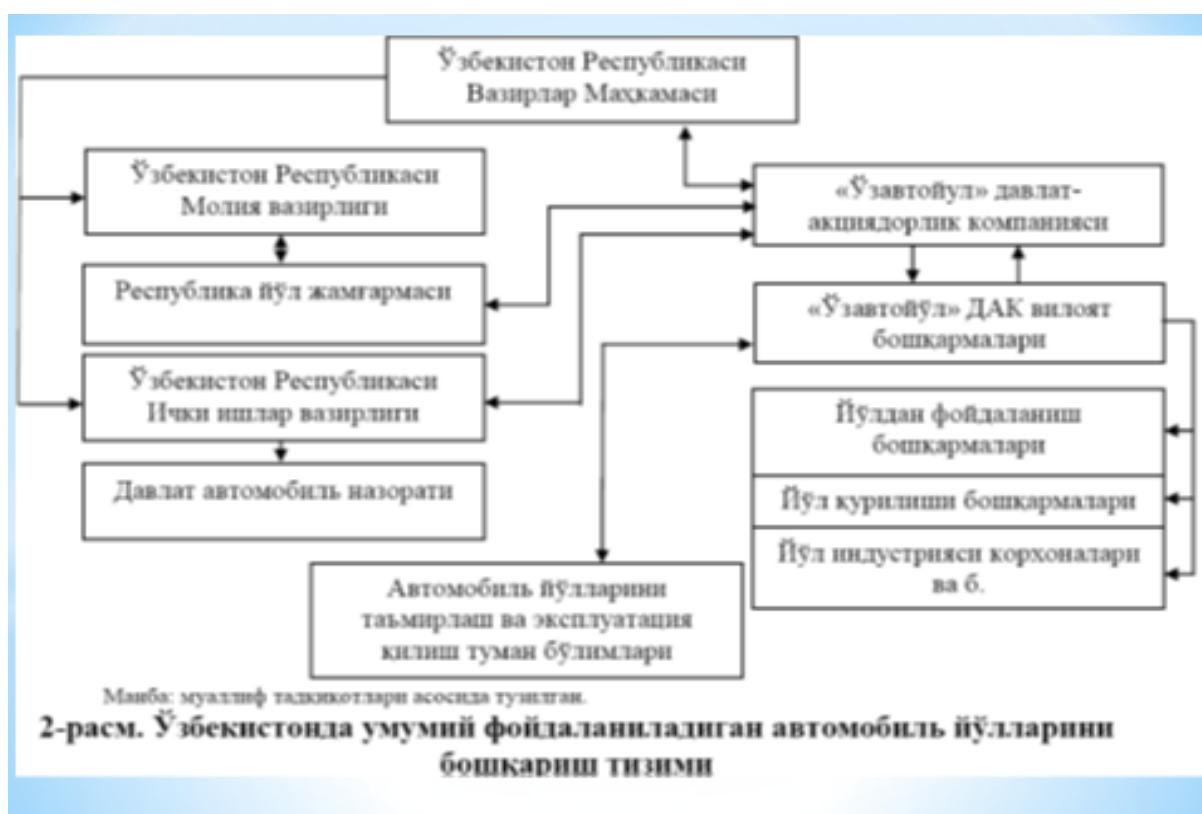 Ўзбекистон Республикаси
Вазирлар Маҳкамаси
Ўзбекистон Республикаси
Молия вазирлиги
Республика йўл жамғармаси
Ўзбекистон Республикаси
Ички ишлар вазирлиги
Давлат автомобиль назорати
«Ўзавтойул» давлат-
акциядорлик компанияси
«Ўзавтойўл» ДАК вилоят
бошқармалари
Йўлдан фойдаланиш
бошқармалари
Йўл қурилиши бошқармалари
Йўл индустрияси корхоналари
ва б.
Автомобиль йўлларини
таъмирлаш ва эксплуатация
қилиш туман бўлимлари
Манба: муаллиф тадқиқотлари асосида тузилган.
2-расм. Ўзбекистонда умумий фойдаланиладиган автомобиль йўлларини
бошқариш тизими